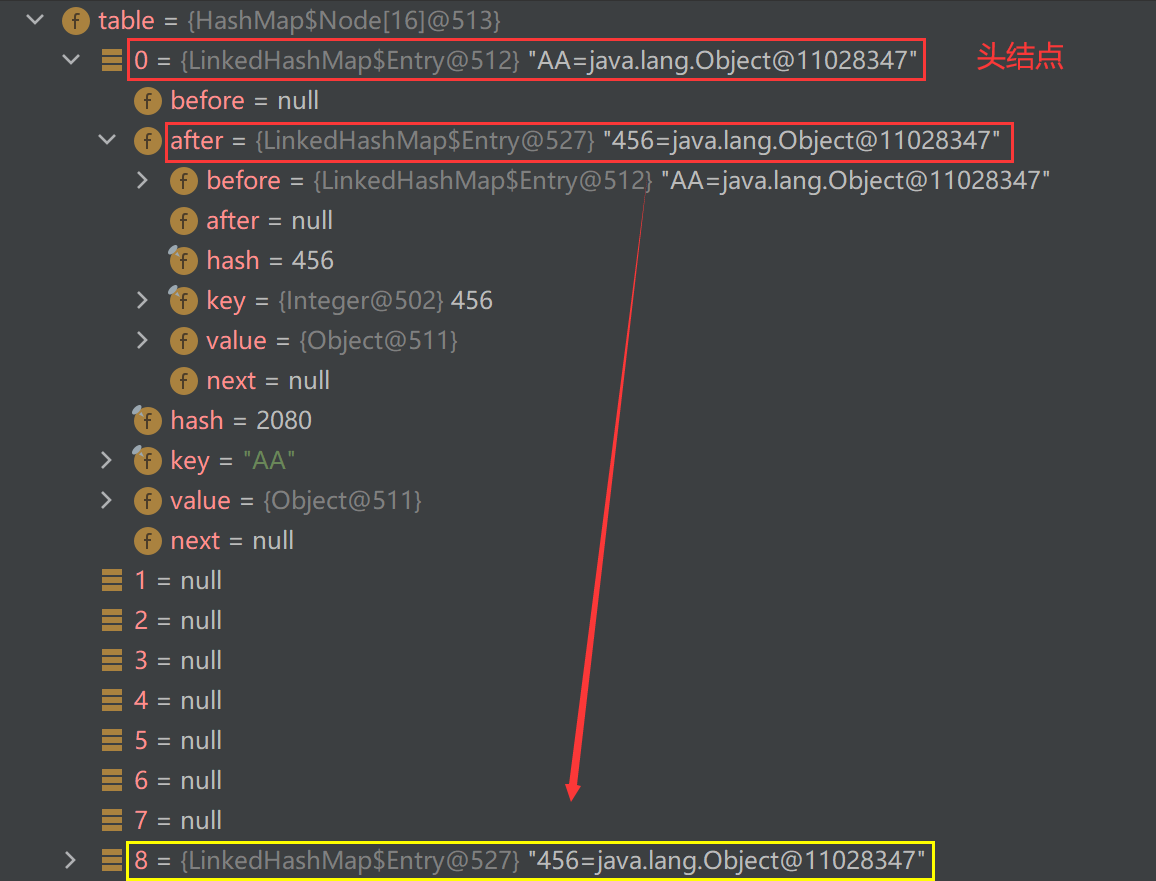 table = {HashMap$Node[16]@513}
0 = {LinkedHashMap$Entry@512} "AA=java.lang.Object@11028347" 头结点
f before = null
f after = {LinkedHashMap$Entry@527} "456=java.lang.Object@11028347"
f before = {LinkedHashMap$Entry@512} "AA=java.lang.Object@11028347"
f after = null
f hash = 456
f key = {Integer@502} 456
f value = {Object@511}
f next = null
f hash = 2080
f key = "AA"
f value = {Object@511}
f next = null
1 = null
2 = null
3 = null
4 = null
5 = null
6 = null
7 = null
8 = {LinkedHashMap$Entry@527} "456=java.lang.Object@11028347"